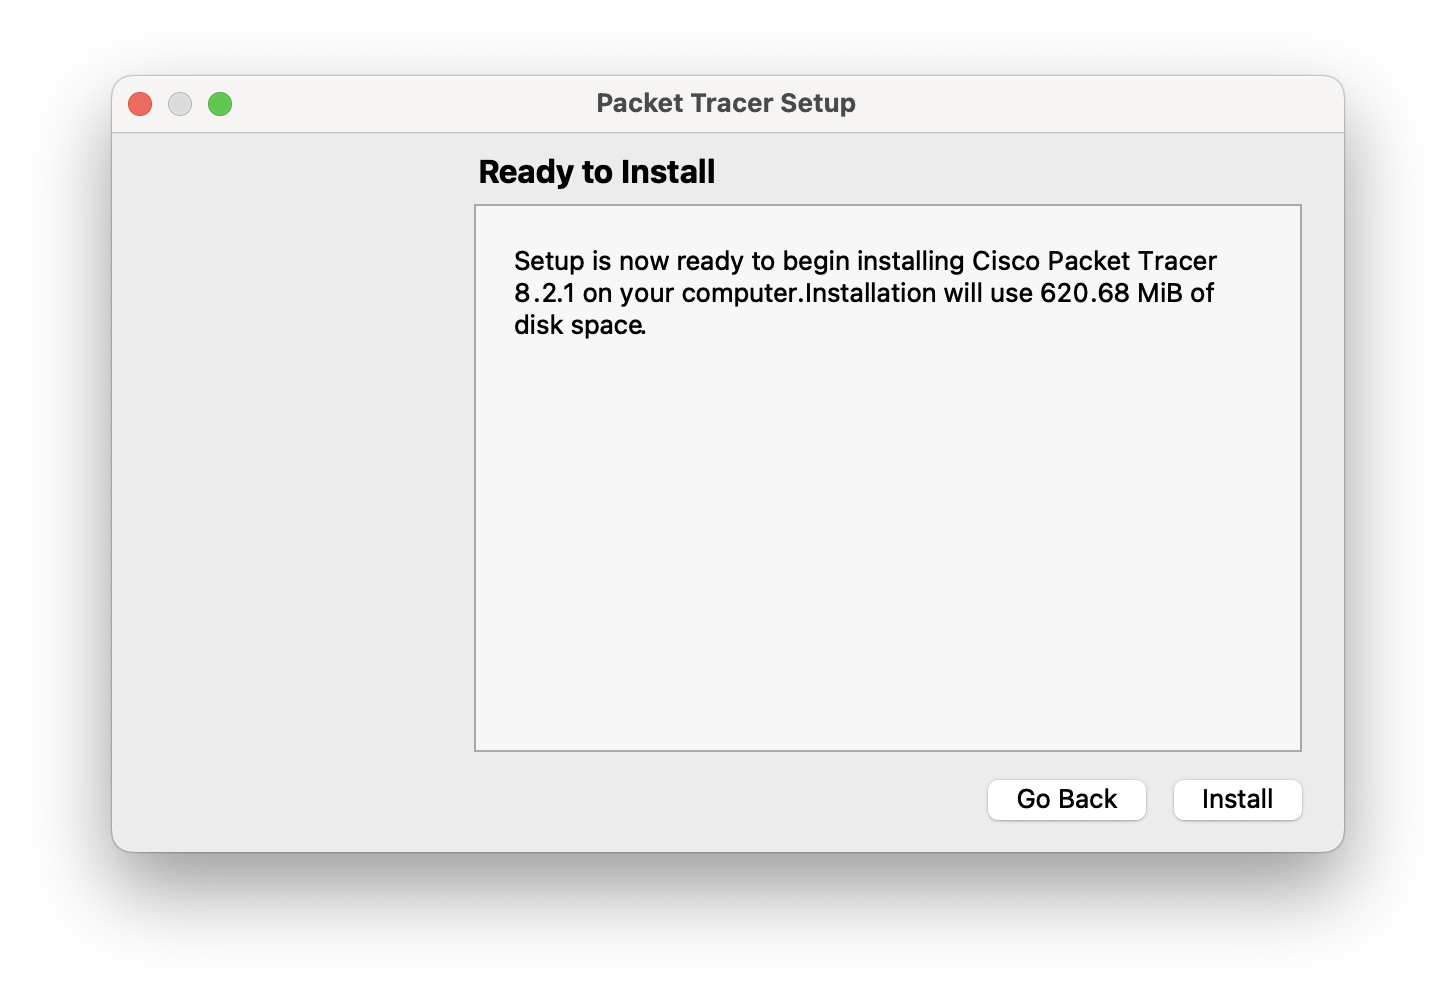 Packet Tracer Setup
Ready to Install
Setup is now ready to begin installing Cisco Packet Tracer
8.2.1 on your computer.Installation will use 620.68 MiB of
disk space.
Go Back
Install